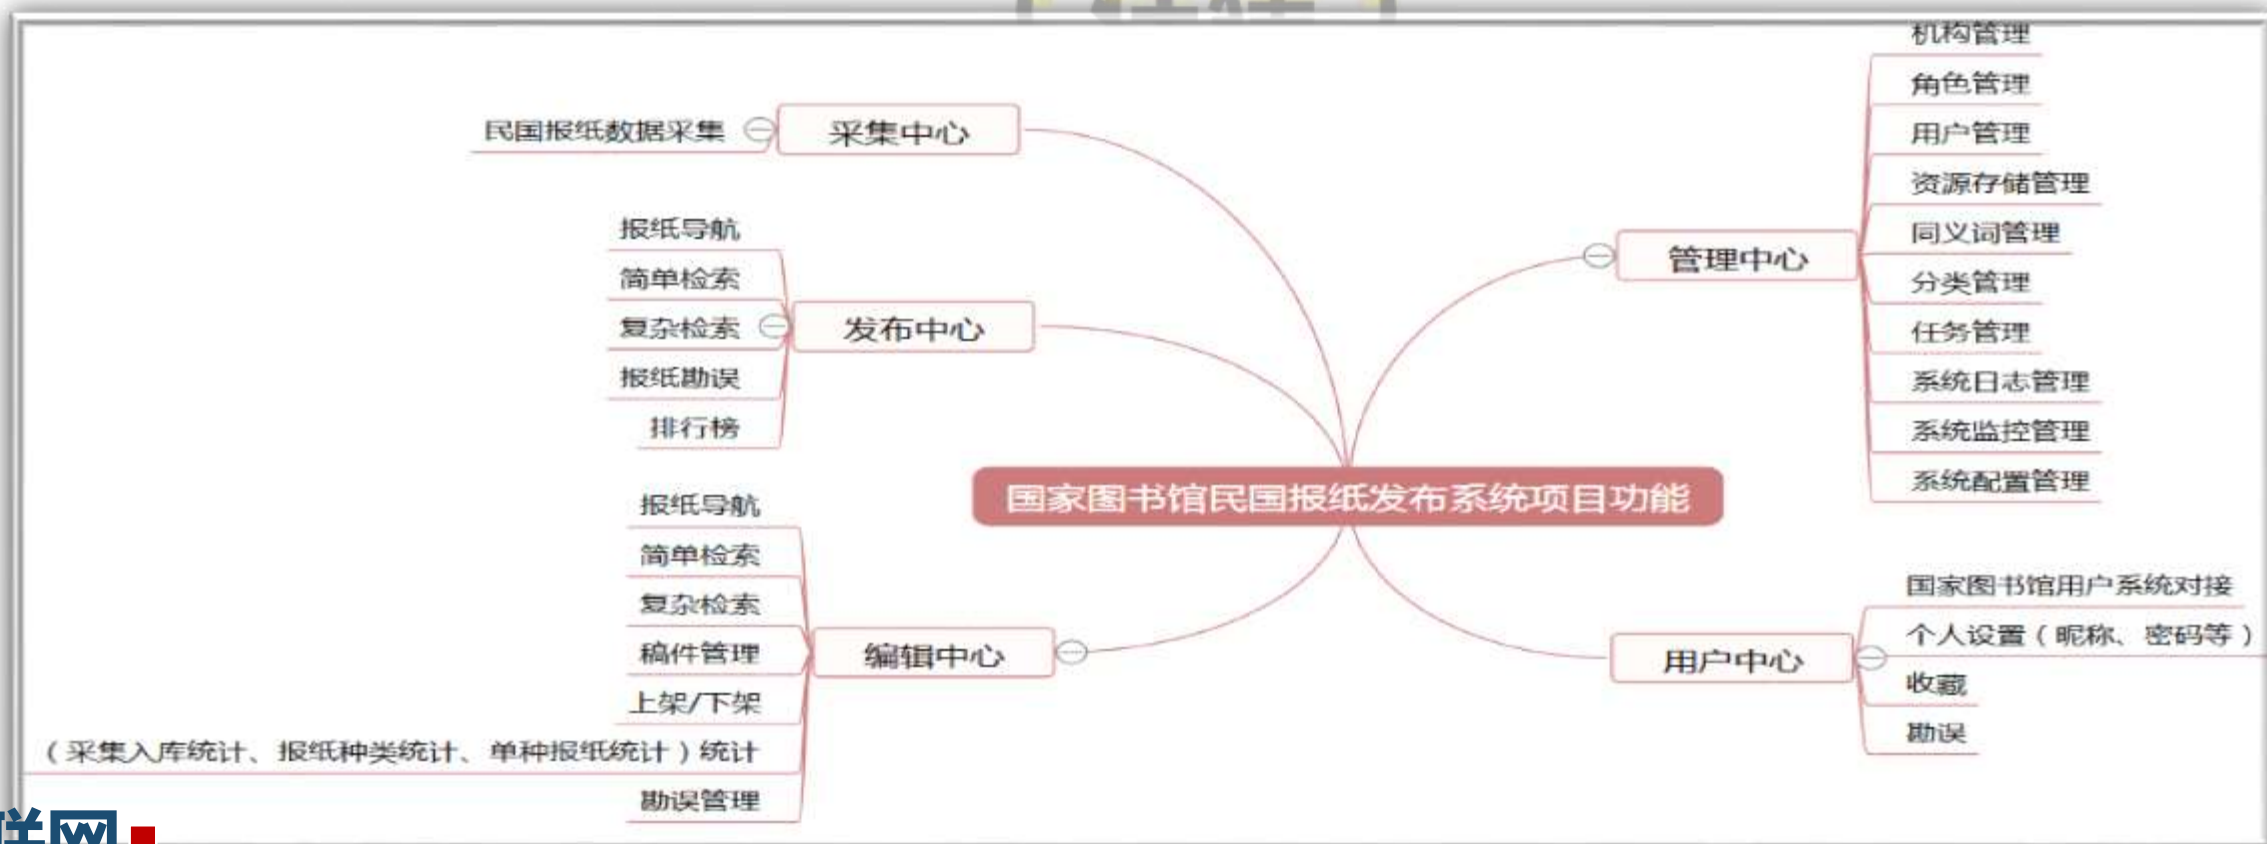 采集中心
民国报纸数据采集
发布中心
报纸导航
简单检索
复杂检索
报纸勘误
排行榜
编辑中心
报纸导航
简单检索
复杂检索
稿件管理
上架/下架
（采集入库统计、报纸种类统计、单种报纸统计）统计
勘误管理
国家图书馆民国报纸发布系统项目功能
管理中心
机构管理
角色管理
用户管理
资源存储管理
同义词管理
分类管理
任务管理
系统日志管理
系统监控管理
系统配置管理
用户中心
国家图书馆用户系统对接
个人设置（昵称、密码等）
收藏
勘误
联网